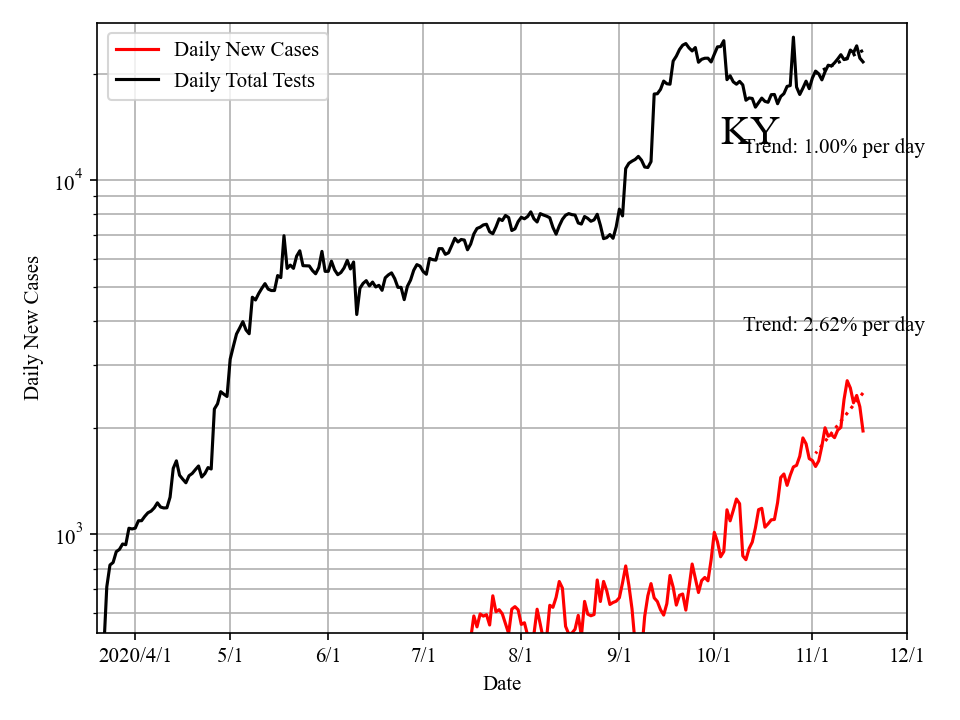 Daily New Cases
Daily Total Tests
KY
Trend: 1.00% per day
Trend: 2.62% per day
10^4
10^3
Daily New Cases
2020/4/1 5/1 6/1 7/1 8/1 9/1 10/1 11/1 12/1
Date